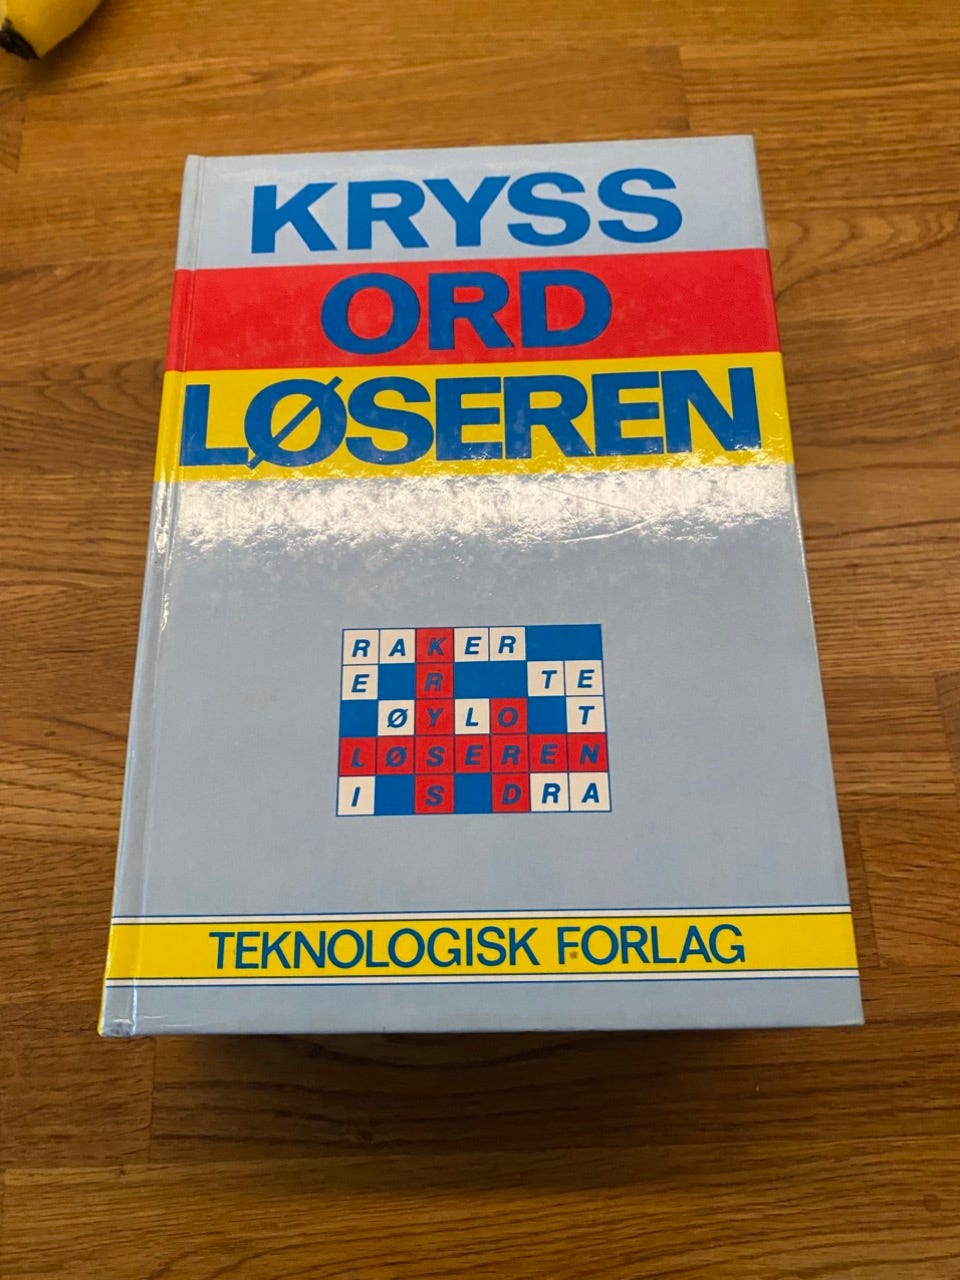 KRYSS
ORD
LØSEREN
RAKER
E R TE
ØYLO T
LØSEREN
I S DRA
TEKNOLOGISK FORLAG